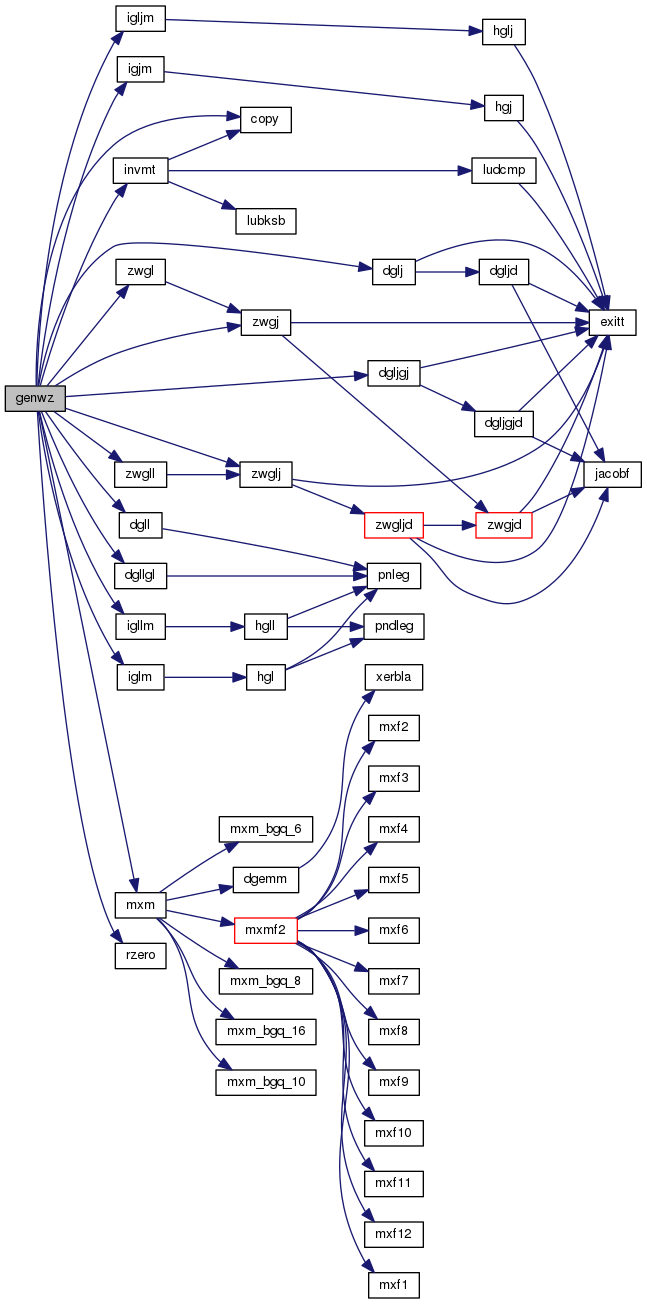 igljm
hglj
igjm
hgj
copy
invmt
ludcmp
lubksb
zwgl
dglj
dgljd
zwgj
exitt
dgljgj
genwz
dgljgjd
zwgll
zwglj
jacobf
dgll
zwgljd
zwgjd
dgllgl
pnleg
igllm
hgll
pndleg
iglm
hgl
xerbla
mxf2
mxf3
mxm_bgq_6
mxf4
dgemm
mxf5
mxm
mxmf2
mxf6
rzero
mxm_bgq_8
mxf7
mxm_bgq_16
mxf8
mxm_bgq_10
mxf9
mxf10
mxf11
mxf12
mxf1